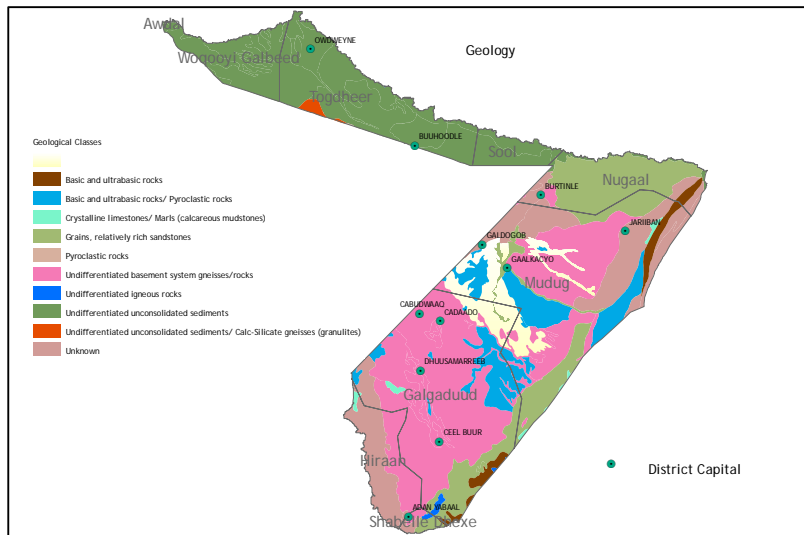 Awdal
OWDWEYNE
Geology
Woqooyi Galbeed
Togdheer
BUUHOODLE
Sool
Geological Classes
Basic and ultrabasic rocks
Basic and ultrabasic rocks/ Pyroclastic rocks
Crystalline limestones/ Marls (calcareous mudstones)
Grains, relatively rich sandstones
Pyroclastic rocks
Undifferentiated basement system gneisses/rocks
Undifferentiated igneous rocks
Undifferentiated unconsolidated sediments
Undifferentiated unconsolidated sediments/ Calc-Silicate gneisses (granulites)
Unknown
Nugaal
BURTINLE
JARIIBAN
GALDOGOB
GAALKACYO
Mudug
CABUDWAAQ
CADAADO
DHUUSAMARREEB
Galgaduud
CEEL BUUR
Hiraan
District Capital
ADAN YABAAL
Shabelle Dhexe